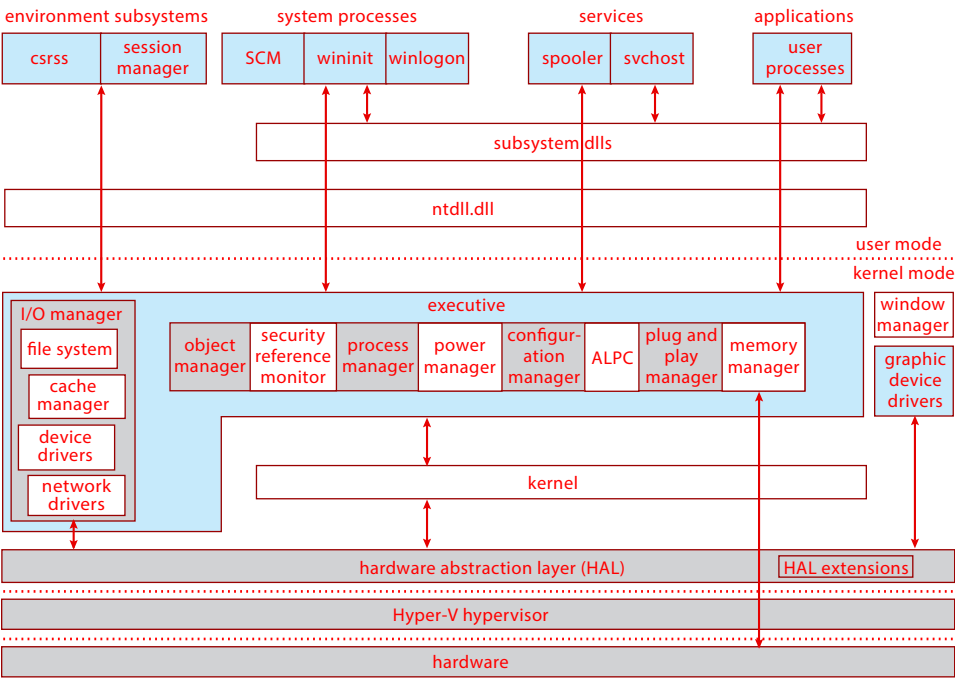 environment subsystems
system processes
services
applications
csrss
session
manager
SCM
wininit
winlogon
spooler
svchost
user
processes
subsystem dlls
ntdll.dll
user mode
kernel mode
executive
I/O manager
file system
cache
manager
device
drivers
network
drivers
object
manager
security
reference
monitor
process
manager
power
manager
configur-
ation
manager
ALPC
plug and
play
manager
memory
manager
window
manager
graphic
device
drivers
kernel
hardware abstraction layer (HAL)
HAL extensions
Hyper-V hypervisor
hardware